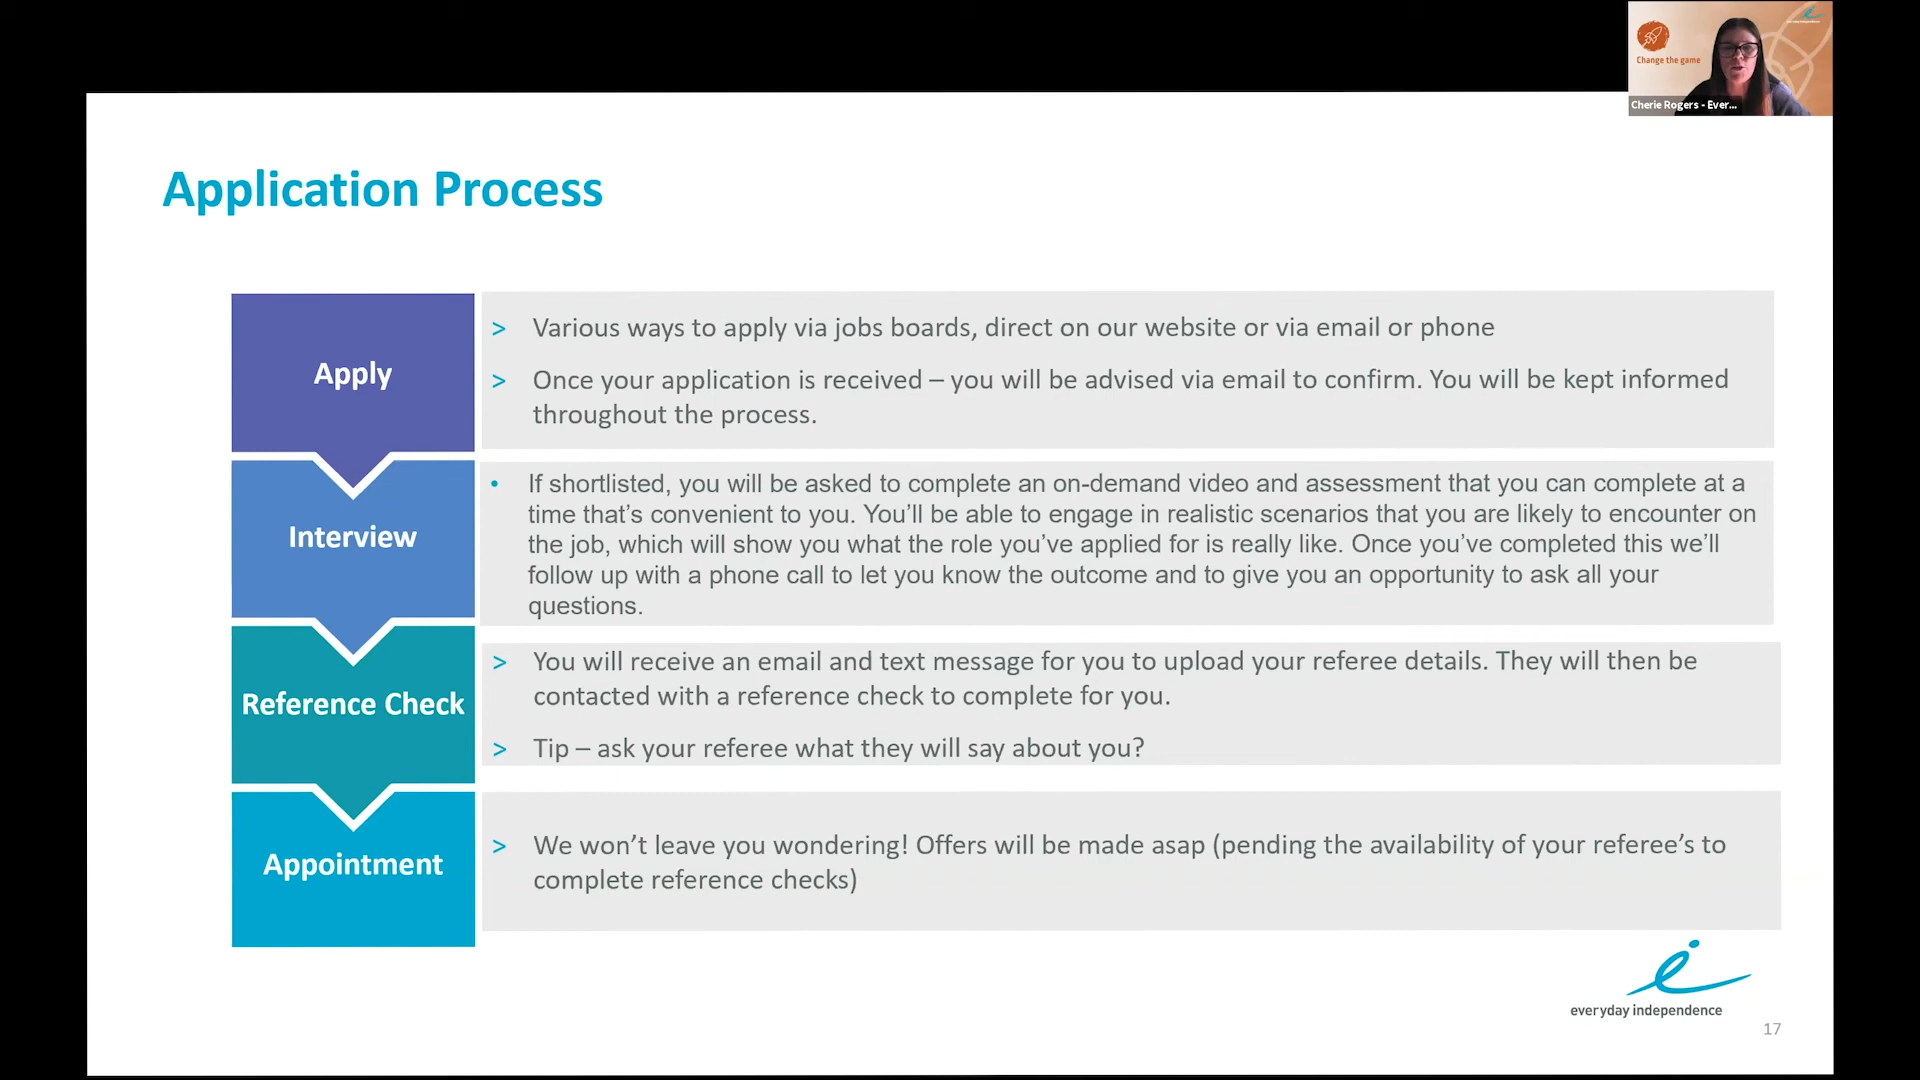 Change the game
Cherie Rogers - Ever...
Application Process
Apply
> Various ways to apply via jobs boards, direct on our website or via email or phone
> Once your application is received – you will be advised via email to confirm. You will be kept informed
throughout the process.
Interview
• If shortlisted, you will be asked to complete an on-demand video and assessment that you can complete at a
time that’s convenient to you. You’ll be able to engage in realistic scenarios that you are likely to encounter on
the job, which will show you what the role you’ve applied for is really like. Once you’ve completed this we’ll
follow up with a phone call to let you know the outcome and to give you an opportunity to ask all your
questions.
Reference Check
> You will receive an email and text message for you to upload your referee details. They will then be
contacted with a reference check to complete for you.
> Tip – ask your referee what they will say about you?
Appointment
> We won’t leave you wondering! Offers will be made asap (pending the availability of your referee’s to
complete reference checks)
everyday independence
17